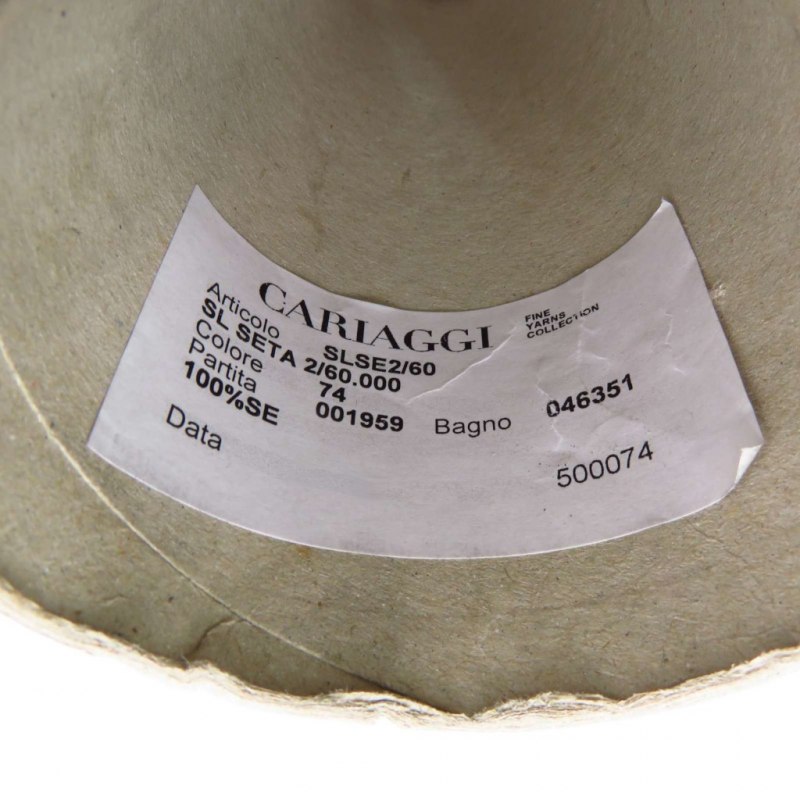 CARIAGGI
FINE
YARNS
COLLECTION
Articolo SLSE2/60
SL SETA 2/60.000
Colore 74
Partita 001959 Bagno 046351
100%SE
Data 500074